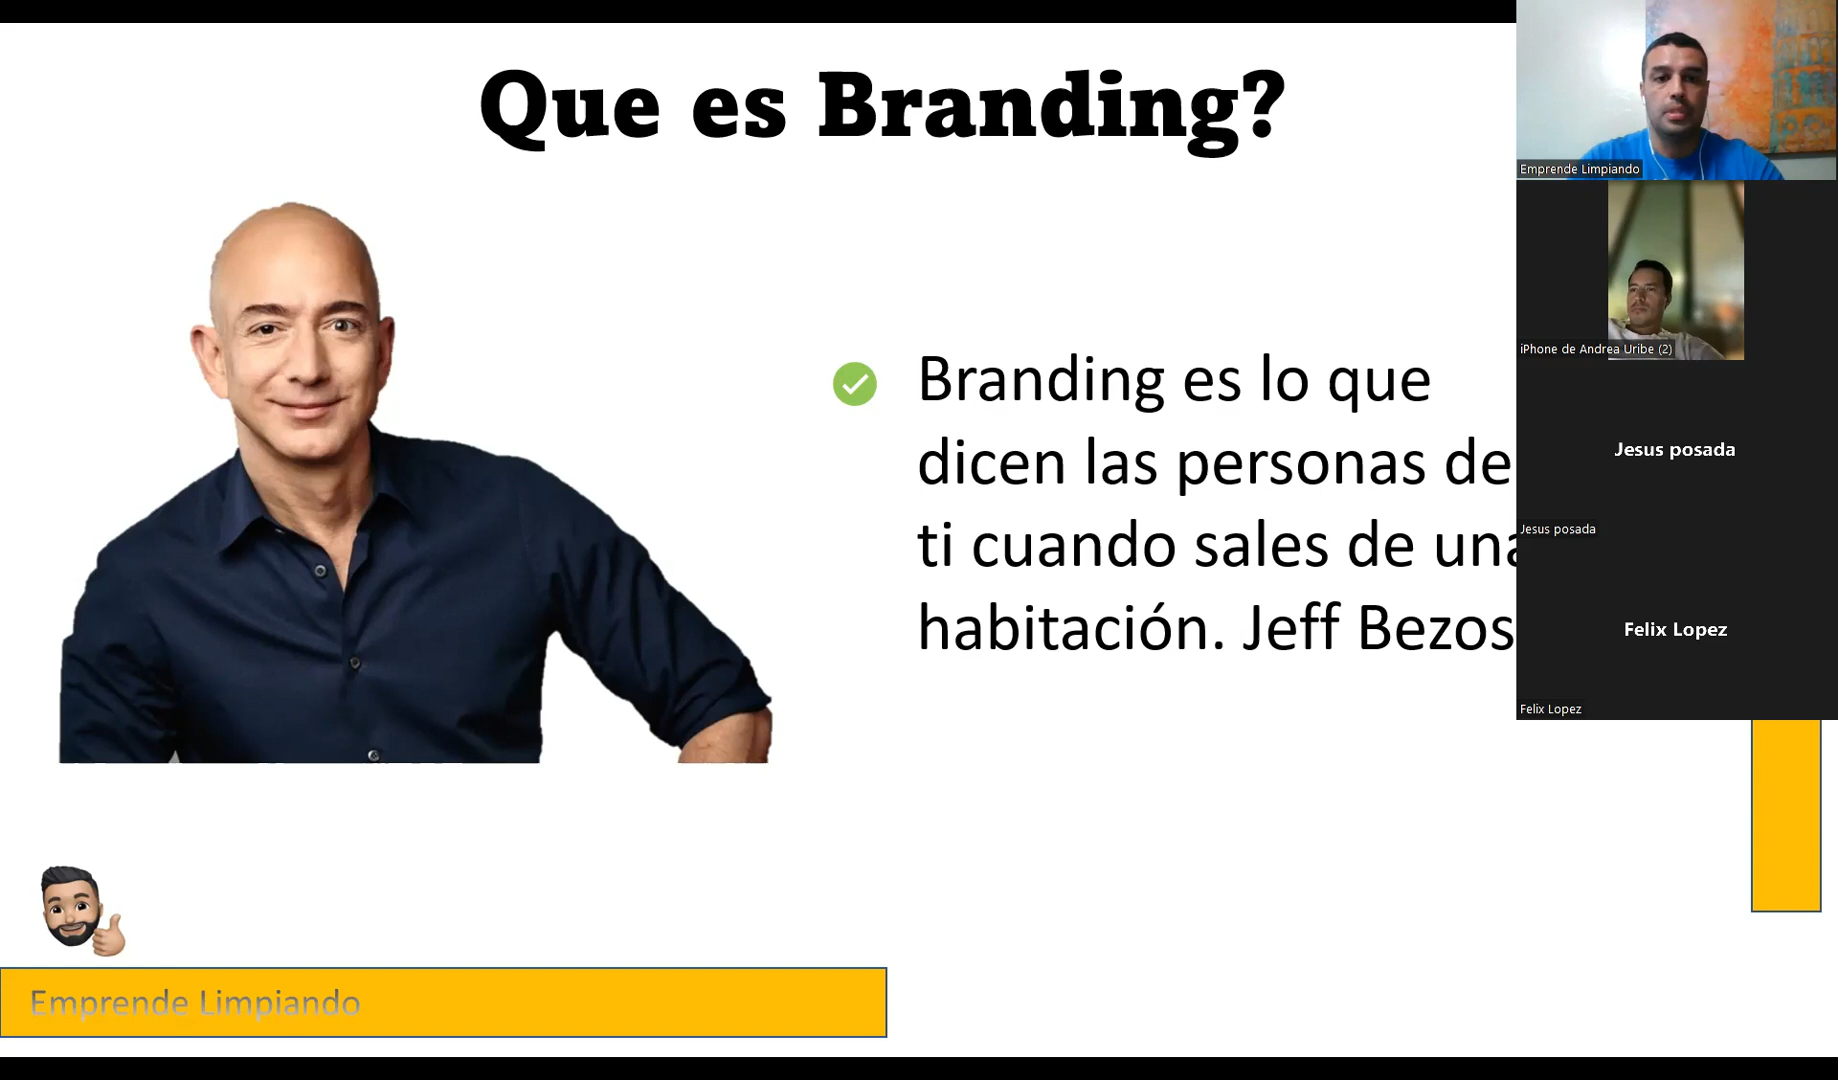 Que es Branding?
Branding es lo que
dicen las personas de
ti cuando sales de una
habitación. Jeff Bezos
Emprende Limpiando
Emprende Limpiando
iPhone de Andrea Uribe (2)
Jesus posada
Jesus posada
Felix Lopez
Felix Lopez